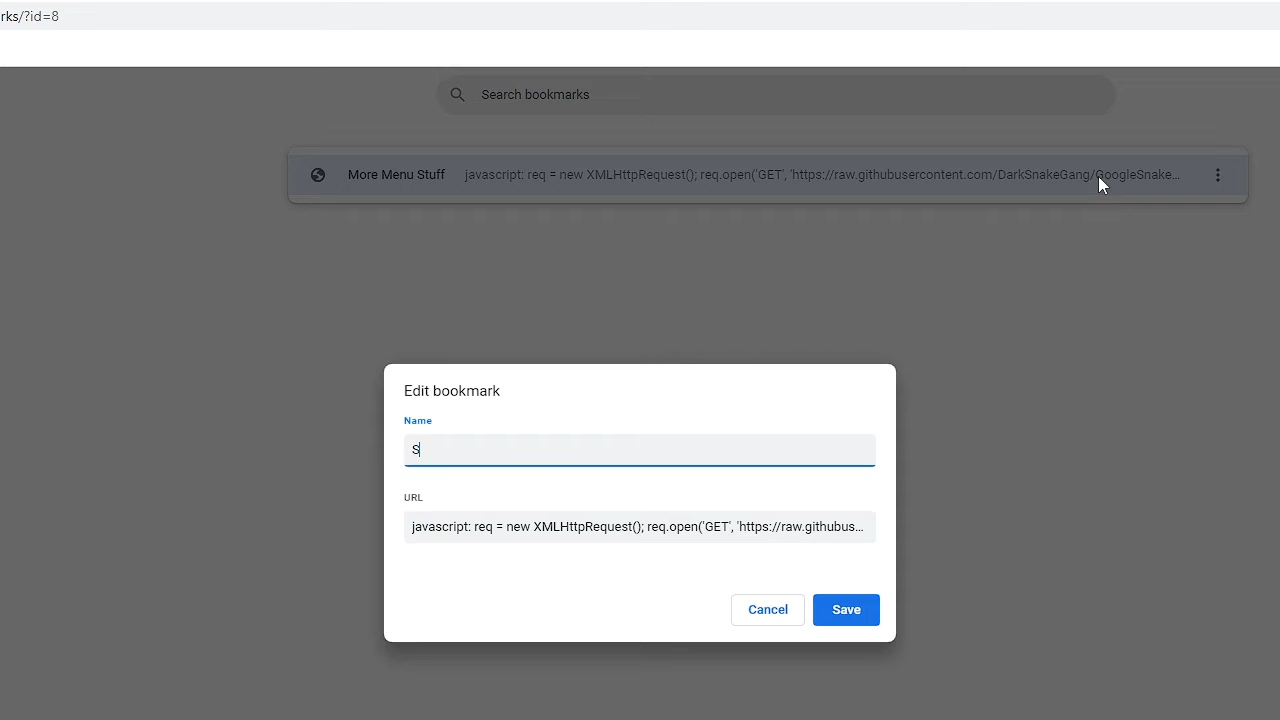 rks/?id=8
Search bookmarks
More Menu Stuff javascript: req = new XMLHttpRequest(); req.open('GET', 'https://raw.githubusercontent.com/DarkSnakeGang/GoogleSnake...
Edit bookmark
Name
S
URL
javascript: req = new XMLHttpRequest(); req.open('GET', 'https://raw.githubus...
Cancel Save